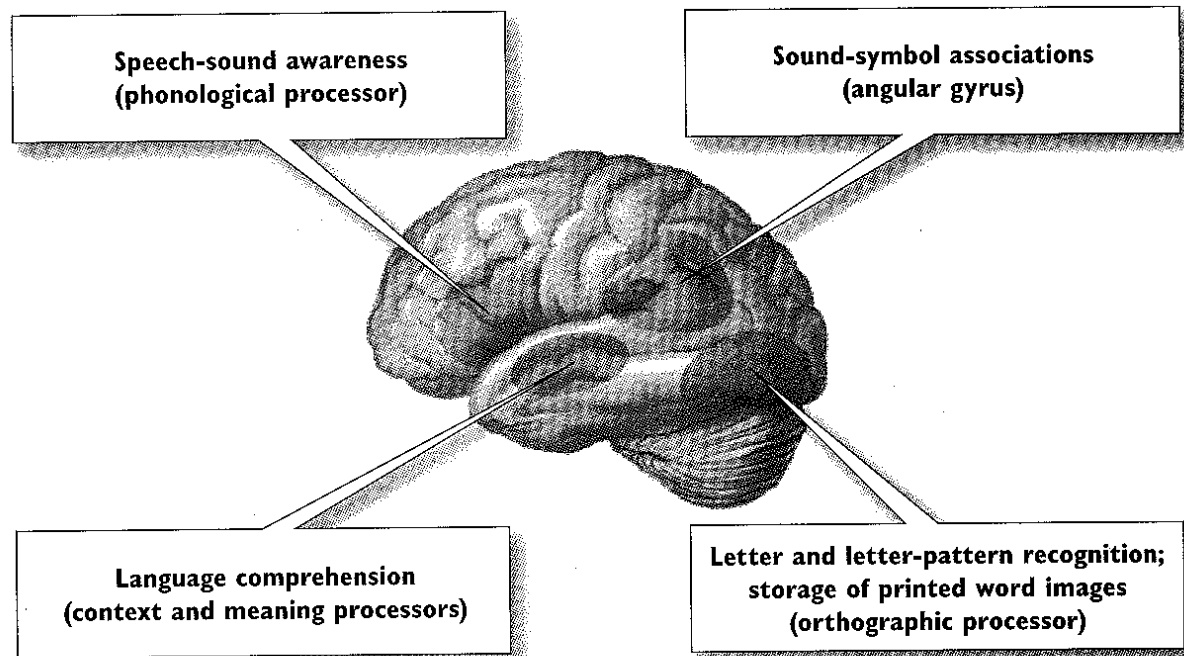 Speech-sound awareness
(phonological processor)
Sound-symbol associations
(angular gyrus)
Language comprehension
(context and meaning processors)
Letter and letter-pattern recognition;
storage of printed word images
(orthographic processor)